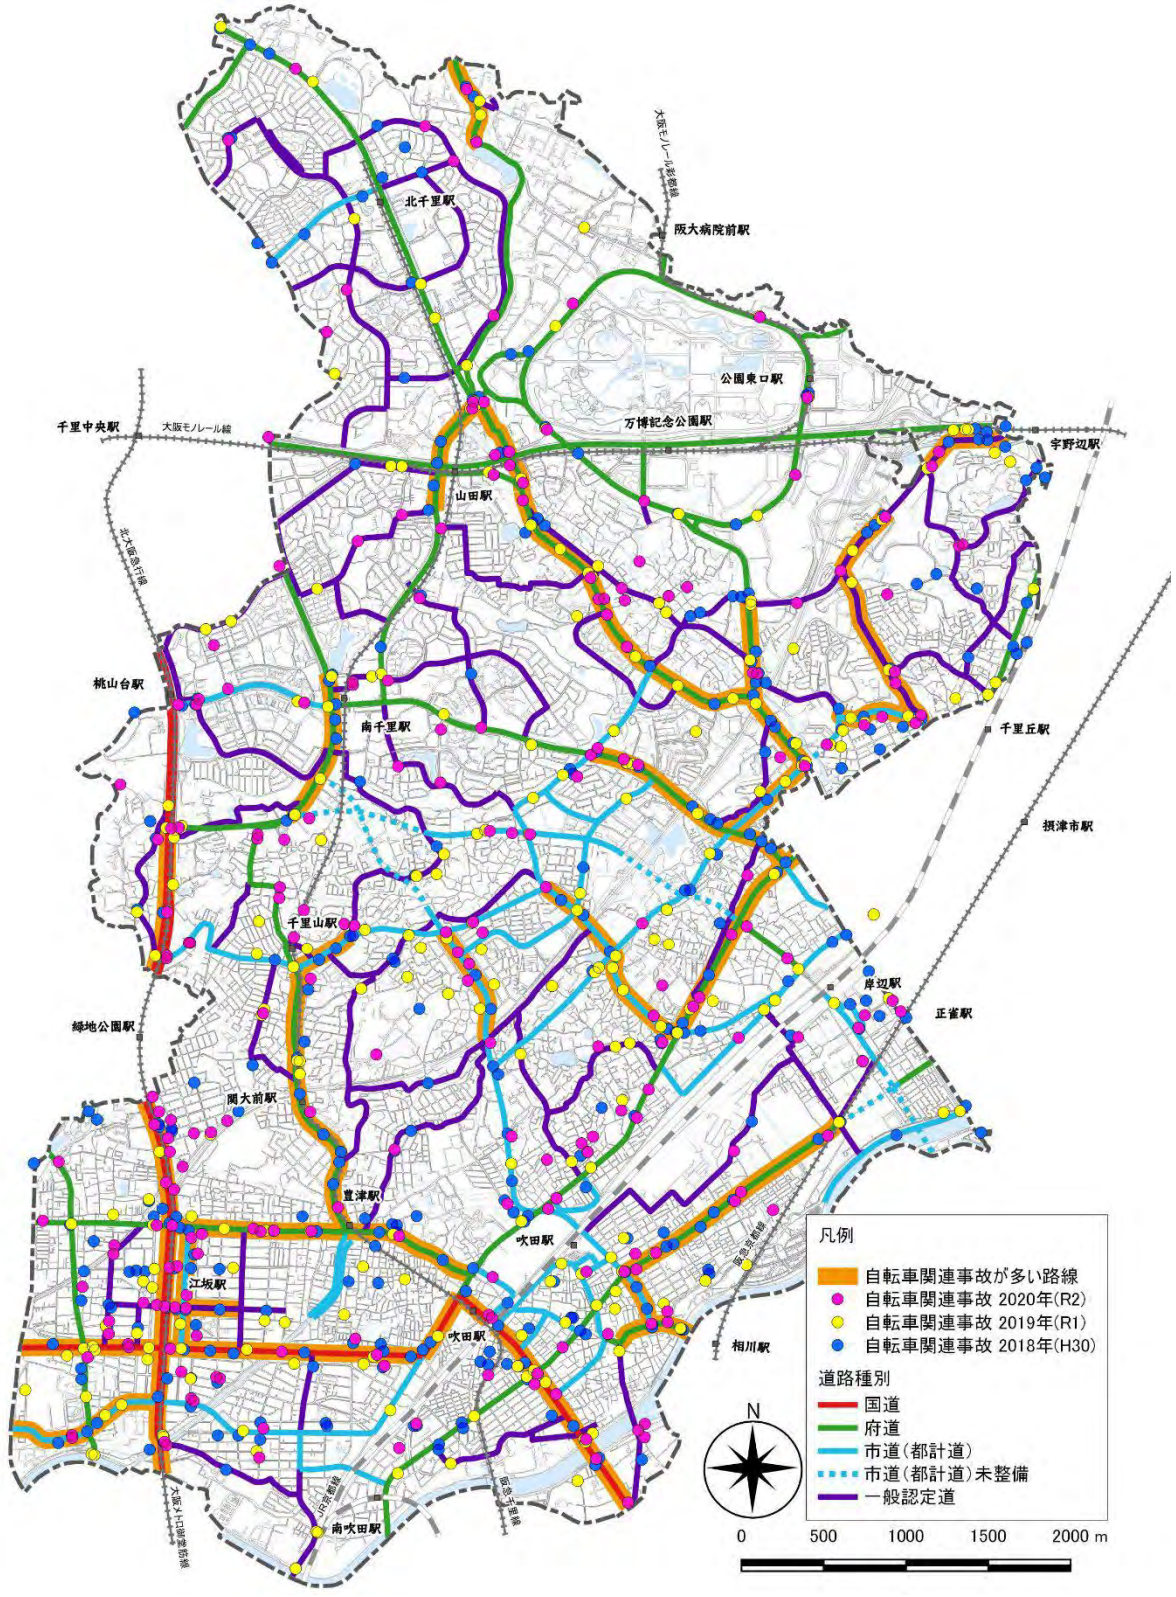 大阪モノレール彩都線
北千里駅
阪大病院前駅
公園東口駅
万博記念公園駅
千里中央駅
大阪モノレール線
宇野辺駅
山田駅
北大阪急行線
桃山台駅
南千里駅
千里丘駅
摂津市駅
千里山駅
岸辺駅
正雀駅
緑地公園駅
関大前駅
豊津駅
吹田駅
阪急京都線
江坂駅
吹田駅
相川駅
大阪メトロ御堂筋線
JR京都線
阪急千里線
南吹田駅
凡例
自転車関連事故が多い路線
自転車関連事故 2020年(R2)
自転車関連事故 2019年(R1)
自転車関連事故 2018年(H30)
道路種別
国道
府道
市道(都計道)
市道(都計道)未整備
一般認定道
N
0 500 1000 1500 2000 m